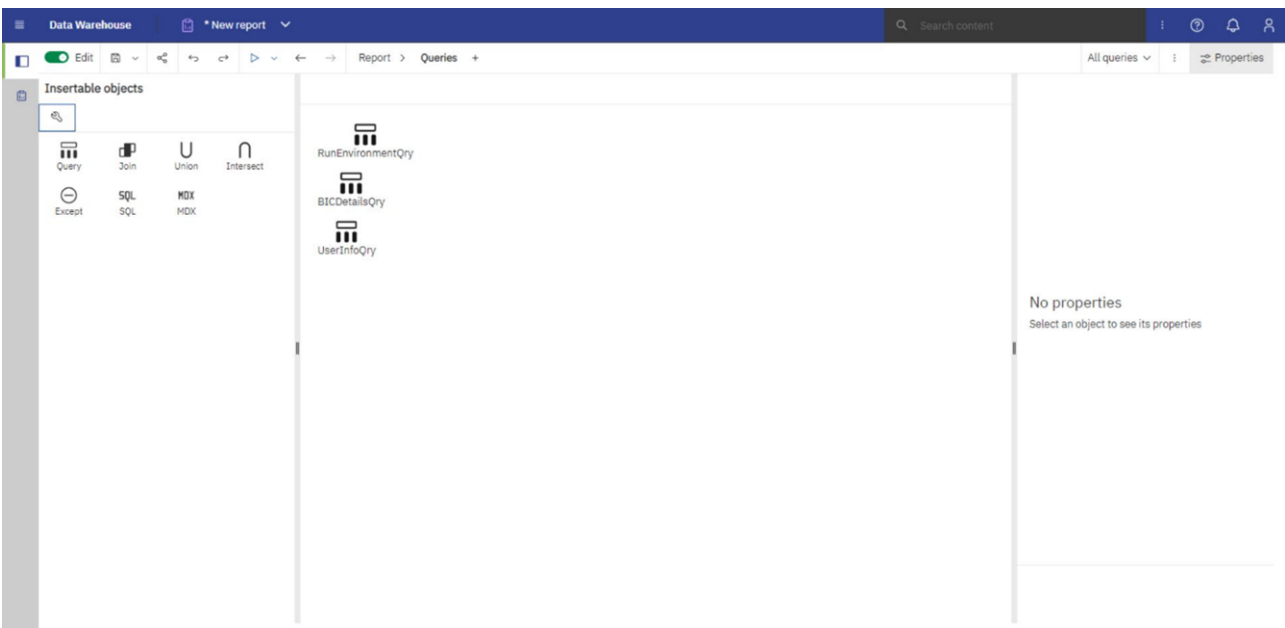 Data Warehouse * New report Search content
Edit Report > Queries + All queries Properties
Insertable objects
Query Join Union Intersect
Except SQL SQL MDX MDX
RunEnvironmentQry
BICDetailsQry
UserInfoQry
No properties
Select an object to see its properties